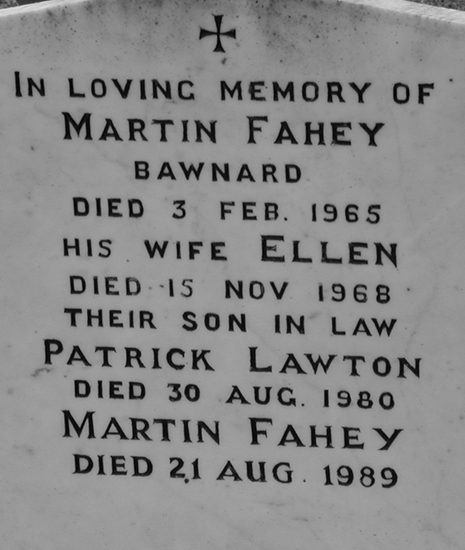 IN LOVING MEMORY OF
MARTIN FAHEY
BAWNARD
DIED 3 FEB. 1965
HIS WIFE ELLEN
DIED 15 NOV 1968
THEIR SON IN LAW
PATRICK LAWTON
DIED 30 AUG. 1980
MARTIN FAHEY
DIED 21 AUG. 1989